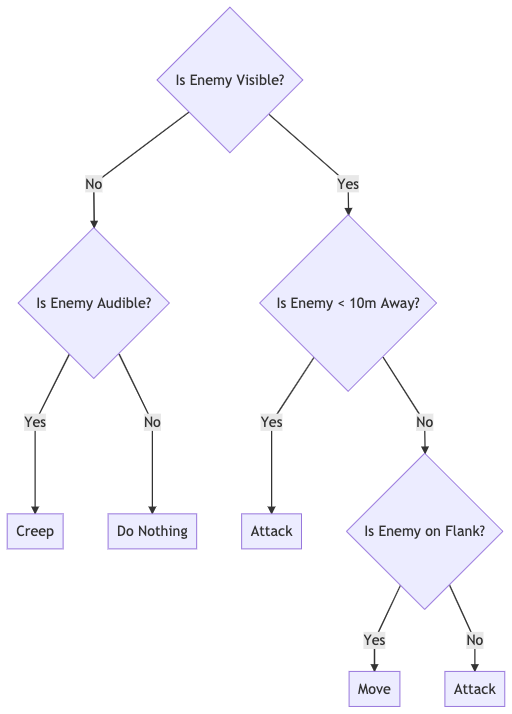 Is Enemy Visible?
No
Yes
Is Enemy Audible?
Is Enemy < 10m Away?
Yes
No
Yes
No
Creep
Do Nothing
Attack
Is Enemy on Flank?
Yes
No
Move
Attack